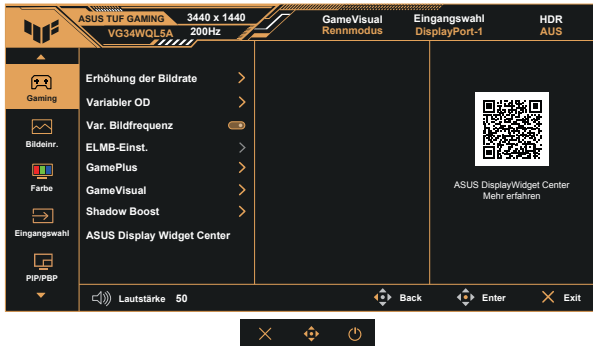 ASUS TUF GAMING 3440 x 1440
VG34WQL5A 200Hz
GameVisual
Rennmodus
Eingangswahl
DisplayPort-1
HDR
AUS
Gaming
Bildeinr.
Farbe
Eingangswahl
PIP/PBP
Erhöhung der Bildrate
Variabler OD
Var. Bildfrequenz
ELMB-Einst.
GamePlus
GameVisual
Shadow Boost
ASUS Display Widget Center
ASUS DisplayWidget Center
Mehr erfahren
Lautstärke 50
Back
Enter
Exit